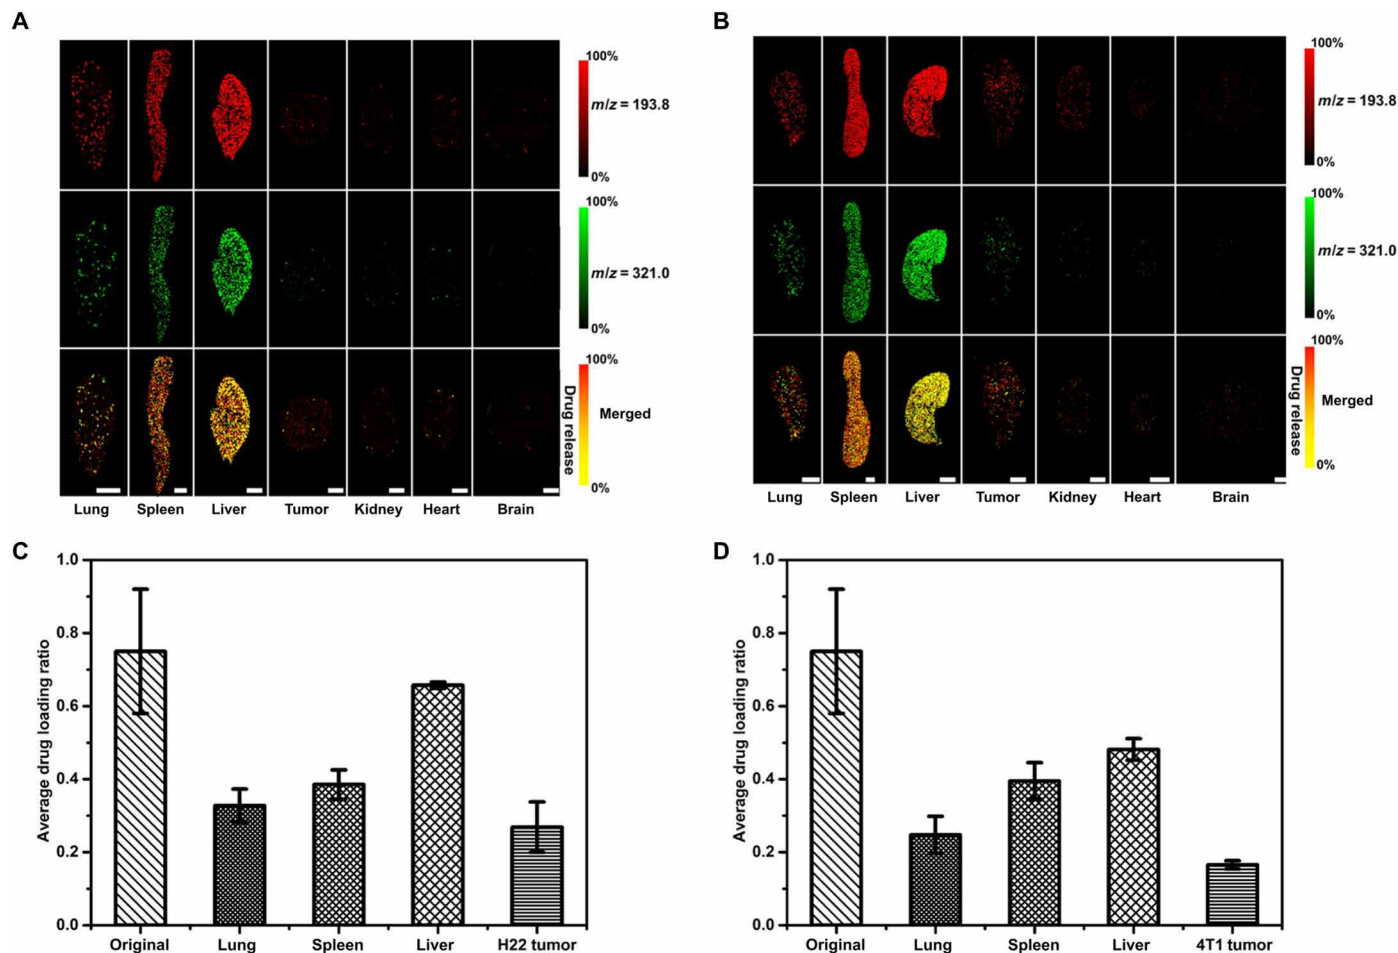 A
100%
m/z = 193.8
0%
100%
m/z = 321.0
0%
100%
Merged
0%
Drug release
Lung Spleen Liver Tumor Kidney Heart Brain
B
100%
m/z = 193.8
0%
100%
m/z = 321.0
0%
100%
Merged
0%
Drug release
Lung Spleen Liver Tumor Kidney Heart Brain
C
Average drug loading ratio
1.0
0.8
0.6
0.4
0.2
0.0
Original Lung Spleen Liver H22 tumor
D
Average drug loading ratio
1.0
0.8
0.6
0.4
0.2
0.0
Original Lung Spleen Liver 4T1 tumor